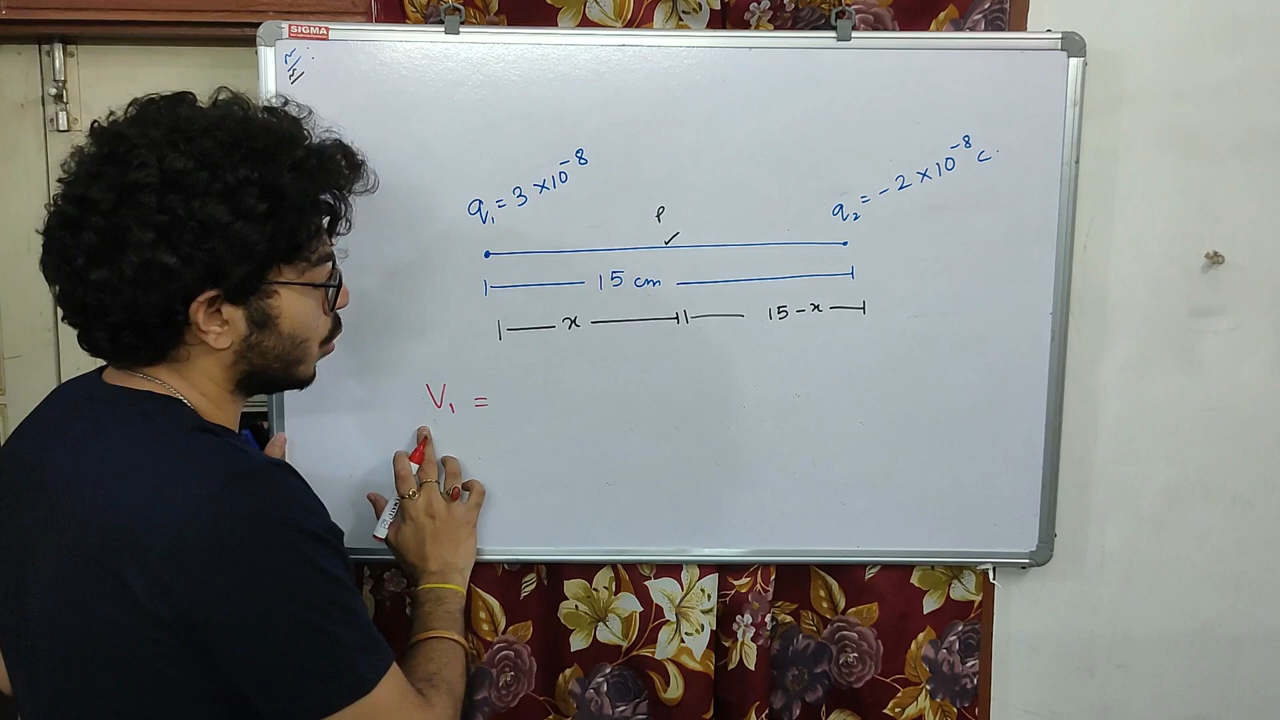 SIGMA
q₁ = 3 × 10⁻⁸
q₂ = - 2 × 10⁻⁸ C.
P
15 cm
x
15 - x
V₁ =